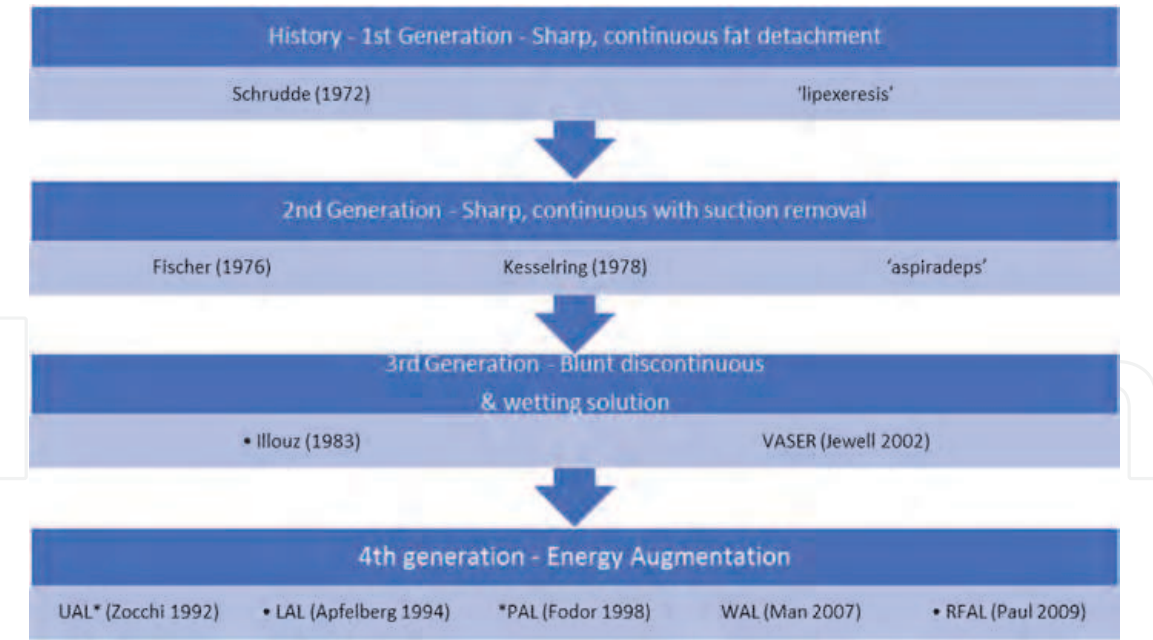 History - 1st Generation - Sharp, continuous fat detachment
Schrudde (1972) 'lipexeresis'
2nd Generation - Sharp, continuous with suction removal
Fischer (1976) Kesselring (1978) 'aspiradeps'
3rd Generation - Blunt discontinuous
& wetting solution
• Illouz (1983) VASER (Jewell 2002)
4th generation - Energy Augmentation
UAL* (Zocchi 1992) • LAL (Apfelberg 1994) *PAL (Fodor 1998) WAL (Man 2007) • RFAL (Paul 2009)